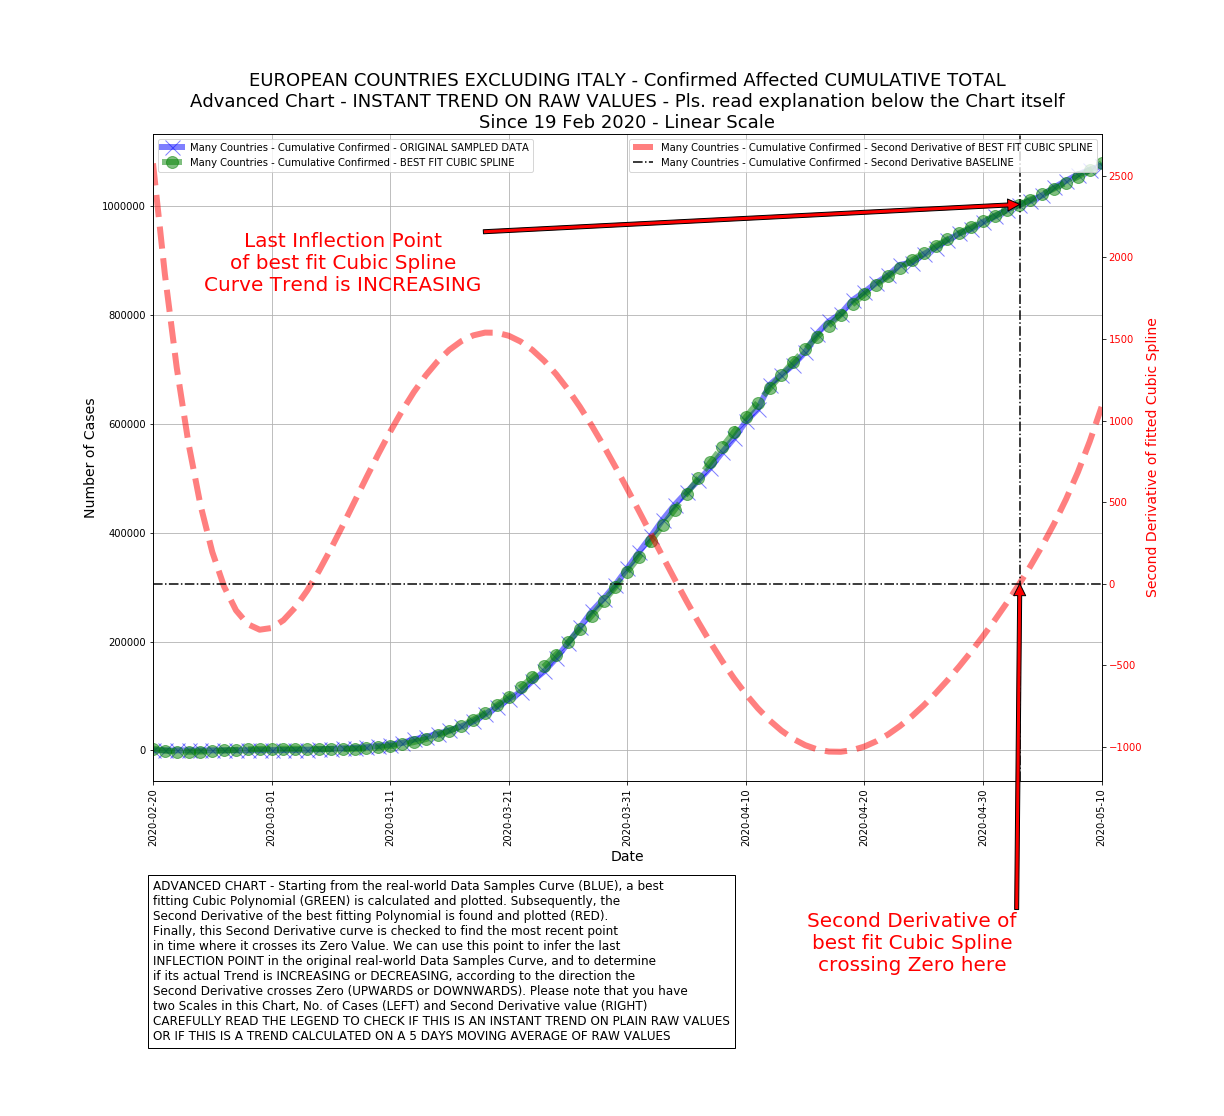 EUROPEAN COUNTRIES EXCLUDING ITALY - Confirmed Affected CUMULATIVE TOTAL
Advanced Chart - INSTANT TREND ON RAW VALUES - Pls. read explanation below the Chart itself
Since 19 Feb 2020 - Linear Scale
Many Countries - Cumulative Confirmed - ORIGINAL SAMPLED DATA
Many Countries - Cumulative Confirmed - BEST FIT CUBIC SPLINE
Many Countries - Cumulative Confirmed - Second Derivative of BEST FIT CUBIC SPLINE
Many Countries - Cumulative Confirmed - Second Derivative BASELINE
Last Inflection Point
of best fit Cubic Spline
Curve Trend is INCREASING
Number of Cases
1000000
800000
600000
400000
200000
0
2500
2000
1500
1000
500
0
−500
−1000
Second Derivative of fitted Cubic Spline
2020-02-20
2020-03-01
2020-03-11
2020-03-21
2020-03-31
2020-04-10
2020-04-20
2020-04-30
2020-05-10
Date
ADVANCED CHART - Starting from the real-world Data Samples Curve (BLUE), a best
fitting Cubic Polynomial (GREEN) is calculated and plotted. Subsequently, the
Second Derivative of the best fitting Polynomial is found and plotted (RED).
Finally, this Second Derivative curve is checked to find the most recent point
in time where it crosses its Zero Value. We can use this point to infer the last
INFLECTION POINT in the original real-world Data Samples Curve, and to determine
if its actual Trend is INCREASING or DECREASING, according to the direction the
Second Derivative crosses Zero (UPWARDS or DOWNWARDS). Please note that you have
two Scales in this Chart, No. of Cases (LEFT) and Second Derivative value (RIGHT)
CAREFULLY READ THE LEGEND TO CHECK IF THIS IS AN INSTANT TREND ON PLAIN RAW VALUES
OR IF THIS IS A TREND CALCULATED ON A 5 DAYS MOVING AVERAGE OF RAW VALUES
Second Derivative of
best fit Cubic Spline
crossing Zero here